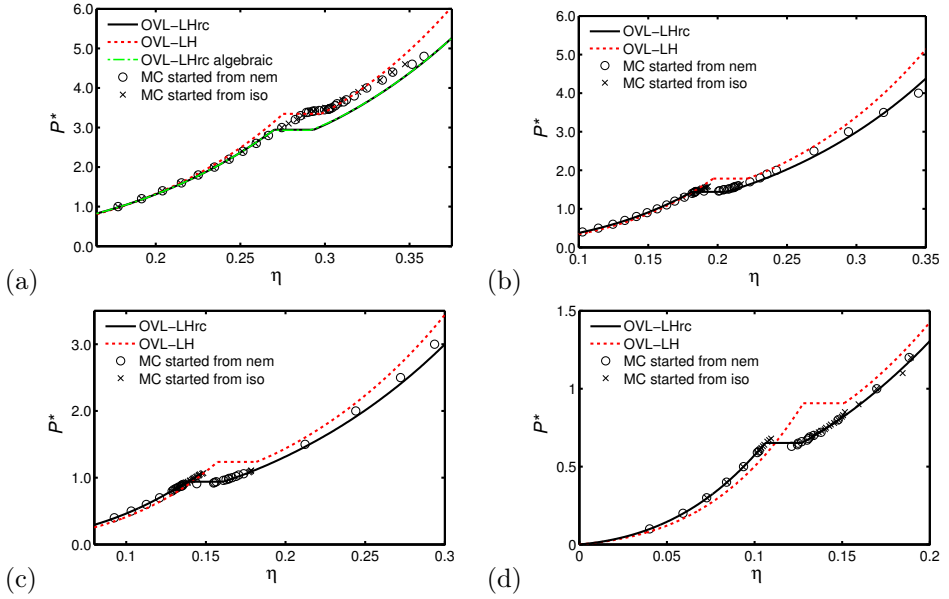 (a)
P*
6.0
5.0
4.0
3.0
2.0
1.0
0.0
OVL−LHrc
OVL−LH
OVL−LHrc algebraic
MC started from nem
MC started from iso
0.2 0.25 0.3 0.35
η
(b)
P*
6.0
5.0
4.0
3.0
2.0
1.0
0.0
OVL−LHrc
OVL−LH
MC started from nem
MC started from iso
0.1 0.15 0.2 0.25 0.3 0.35
η
(c)
P*
3.0
2.0
1.0
0.0
OVL−LHrc
OVL−LH
MC started from nem
MC started from iso
0.1 0.15 0.2 0.25 0.3
η
(d)
P*
1.5
1
0.5
0
OVL−LHrc
OVL−LH
MC started from nem
MC started from iso
0 0.05 0.1 0.15 0.2
η